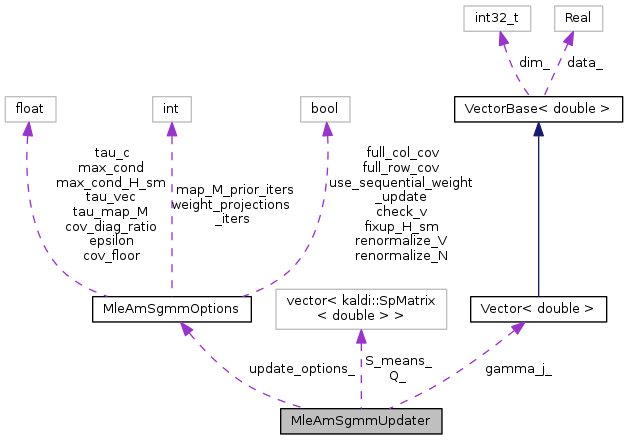 int32_t
Real
dim_
data_
float
int
bool
VectorBase< double >
tau_c
max_cond
max_cond_H_sm
tau_vec
tau_map_M
cov_diag_ratio
epsilon
cov_floor
map_M_prior_iters
weight_projections
_iters
full_col_cov
full_row_cov
use_sequential_weight
_update
check_v
fixup_H_sm
renormalize_V
renormalize_N
MleAmSgmmOptions
vector< kaldi::SpMatrix
< double > >
Vector< double >
update_options_
S_means_
Q_
gamma_j_
MleAmSgmmUpdater